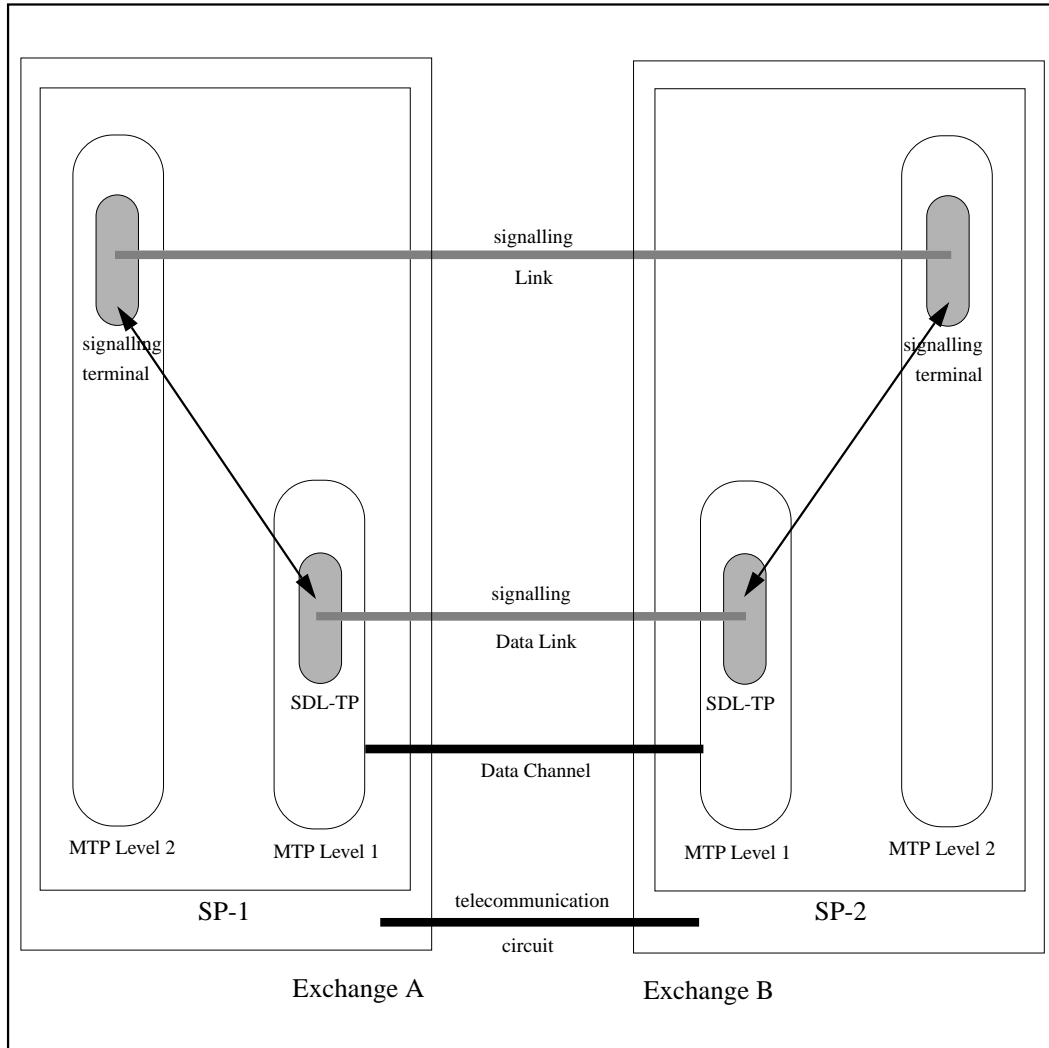 signalling
Link
signalling
terminal
signalling
terminal
signalling
Data Link
SDL-TP
SDL-TP
Data Channel
MTP Level 2
MTP Level 1
MTP Level 1
MTP Level 2
telecommunication
SP-1
SP-2
circuit
Exchange A
Exchange B